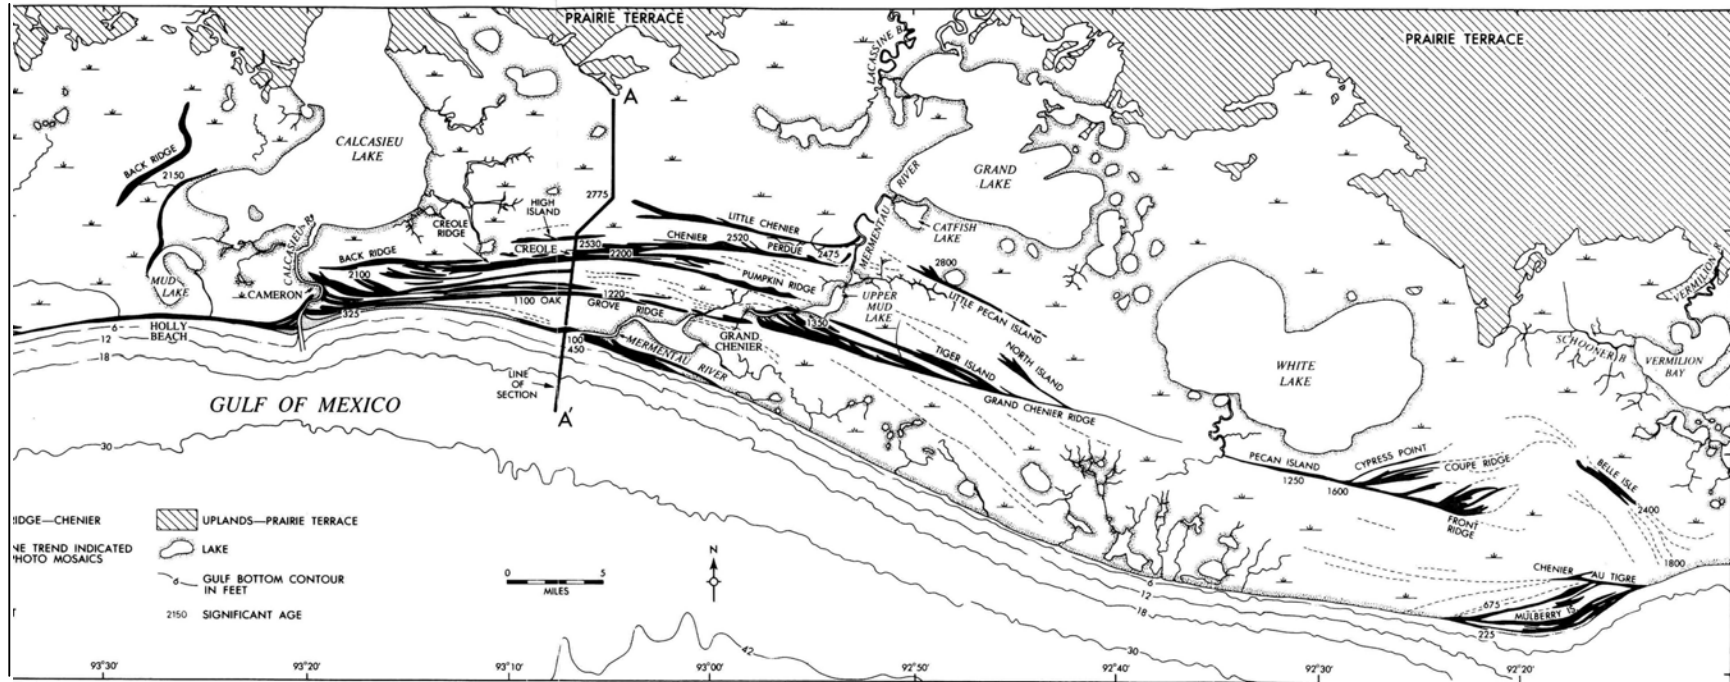 PRAIRIE TERRACE
PRAIRIE TERRACE
LACASSINE B.
A
CALCASIEU
LAKE
BACK RIDGE
2150
GRAND
LAKE
RIVER
MERMENTAU
2775
HIGH
ISLAND
CREOLE
RIDGE
CALCASIEU R.
LITTLE CHENIER
CATFISH
LAKE
CHENIER
2520
PERDUE
2475
CREOLE
2530
2200
BACK RIDGE
2100
PUMPKIN RIDGE
2800
LITTLE PECAN ISLAND
VERMILION R.
MUD
LAKE
CAMERON
1100 OAK
1220
GROVE
RIDGE
UPPER
MUD
LAKE
325
HOLLY
BEACH
6
12
18
1350
GRAND
CHENIER
100
450
MERMENTAU
RIVER
TIGER ISLAND
NORTH ISLAND
GRAND CHENIER RIDGE
WHITE
LAKE
SCHOONER B.
VERMILION
BAY
LINE
OF
SECTION
A'
GULF OF MEXICO
30
PECAN ISLAND
1250
CYPRESS POINT
1600
COUPE RIDGE
FRONT
RIDGE
BELLE ISLE
2400
1800
CHENIER AU TIGRE
675
MULBERRY I.
225
6
12
18
30
42
RIDGE—CHENIER
NE TREND INDICATED
PHOTO MOSAICS
UPLANDS—PRAIRIE TERRACE
LAKE
6
GULF BOTTOM CONTOUR
IN FEET
2150
SIGNIFICANT AGE
N
0
5
MILES
93°30'
93°20'
93°10'
93°00'
92°50'
92°40'
92°30'
92°20'